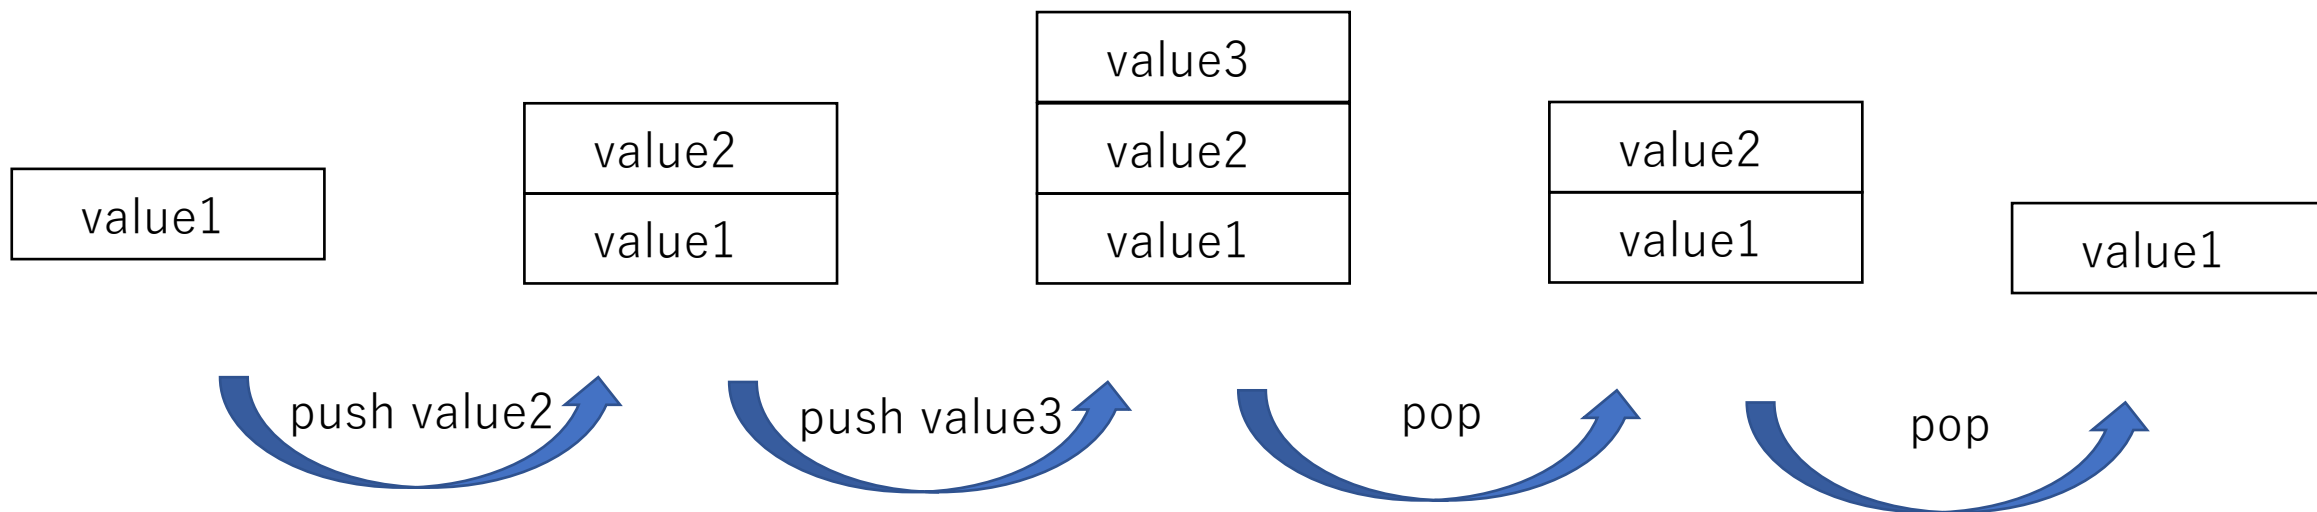 value1
value2
value1
value3
value2
value1
value2
value1
value1
push value2
push value3
pop
pop